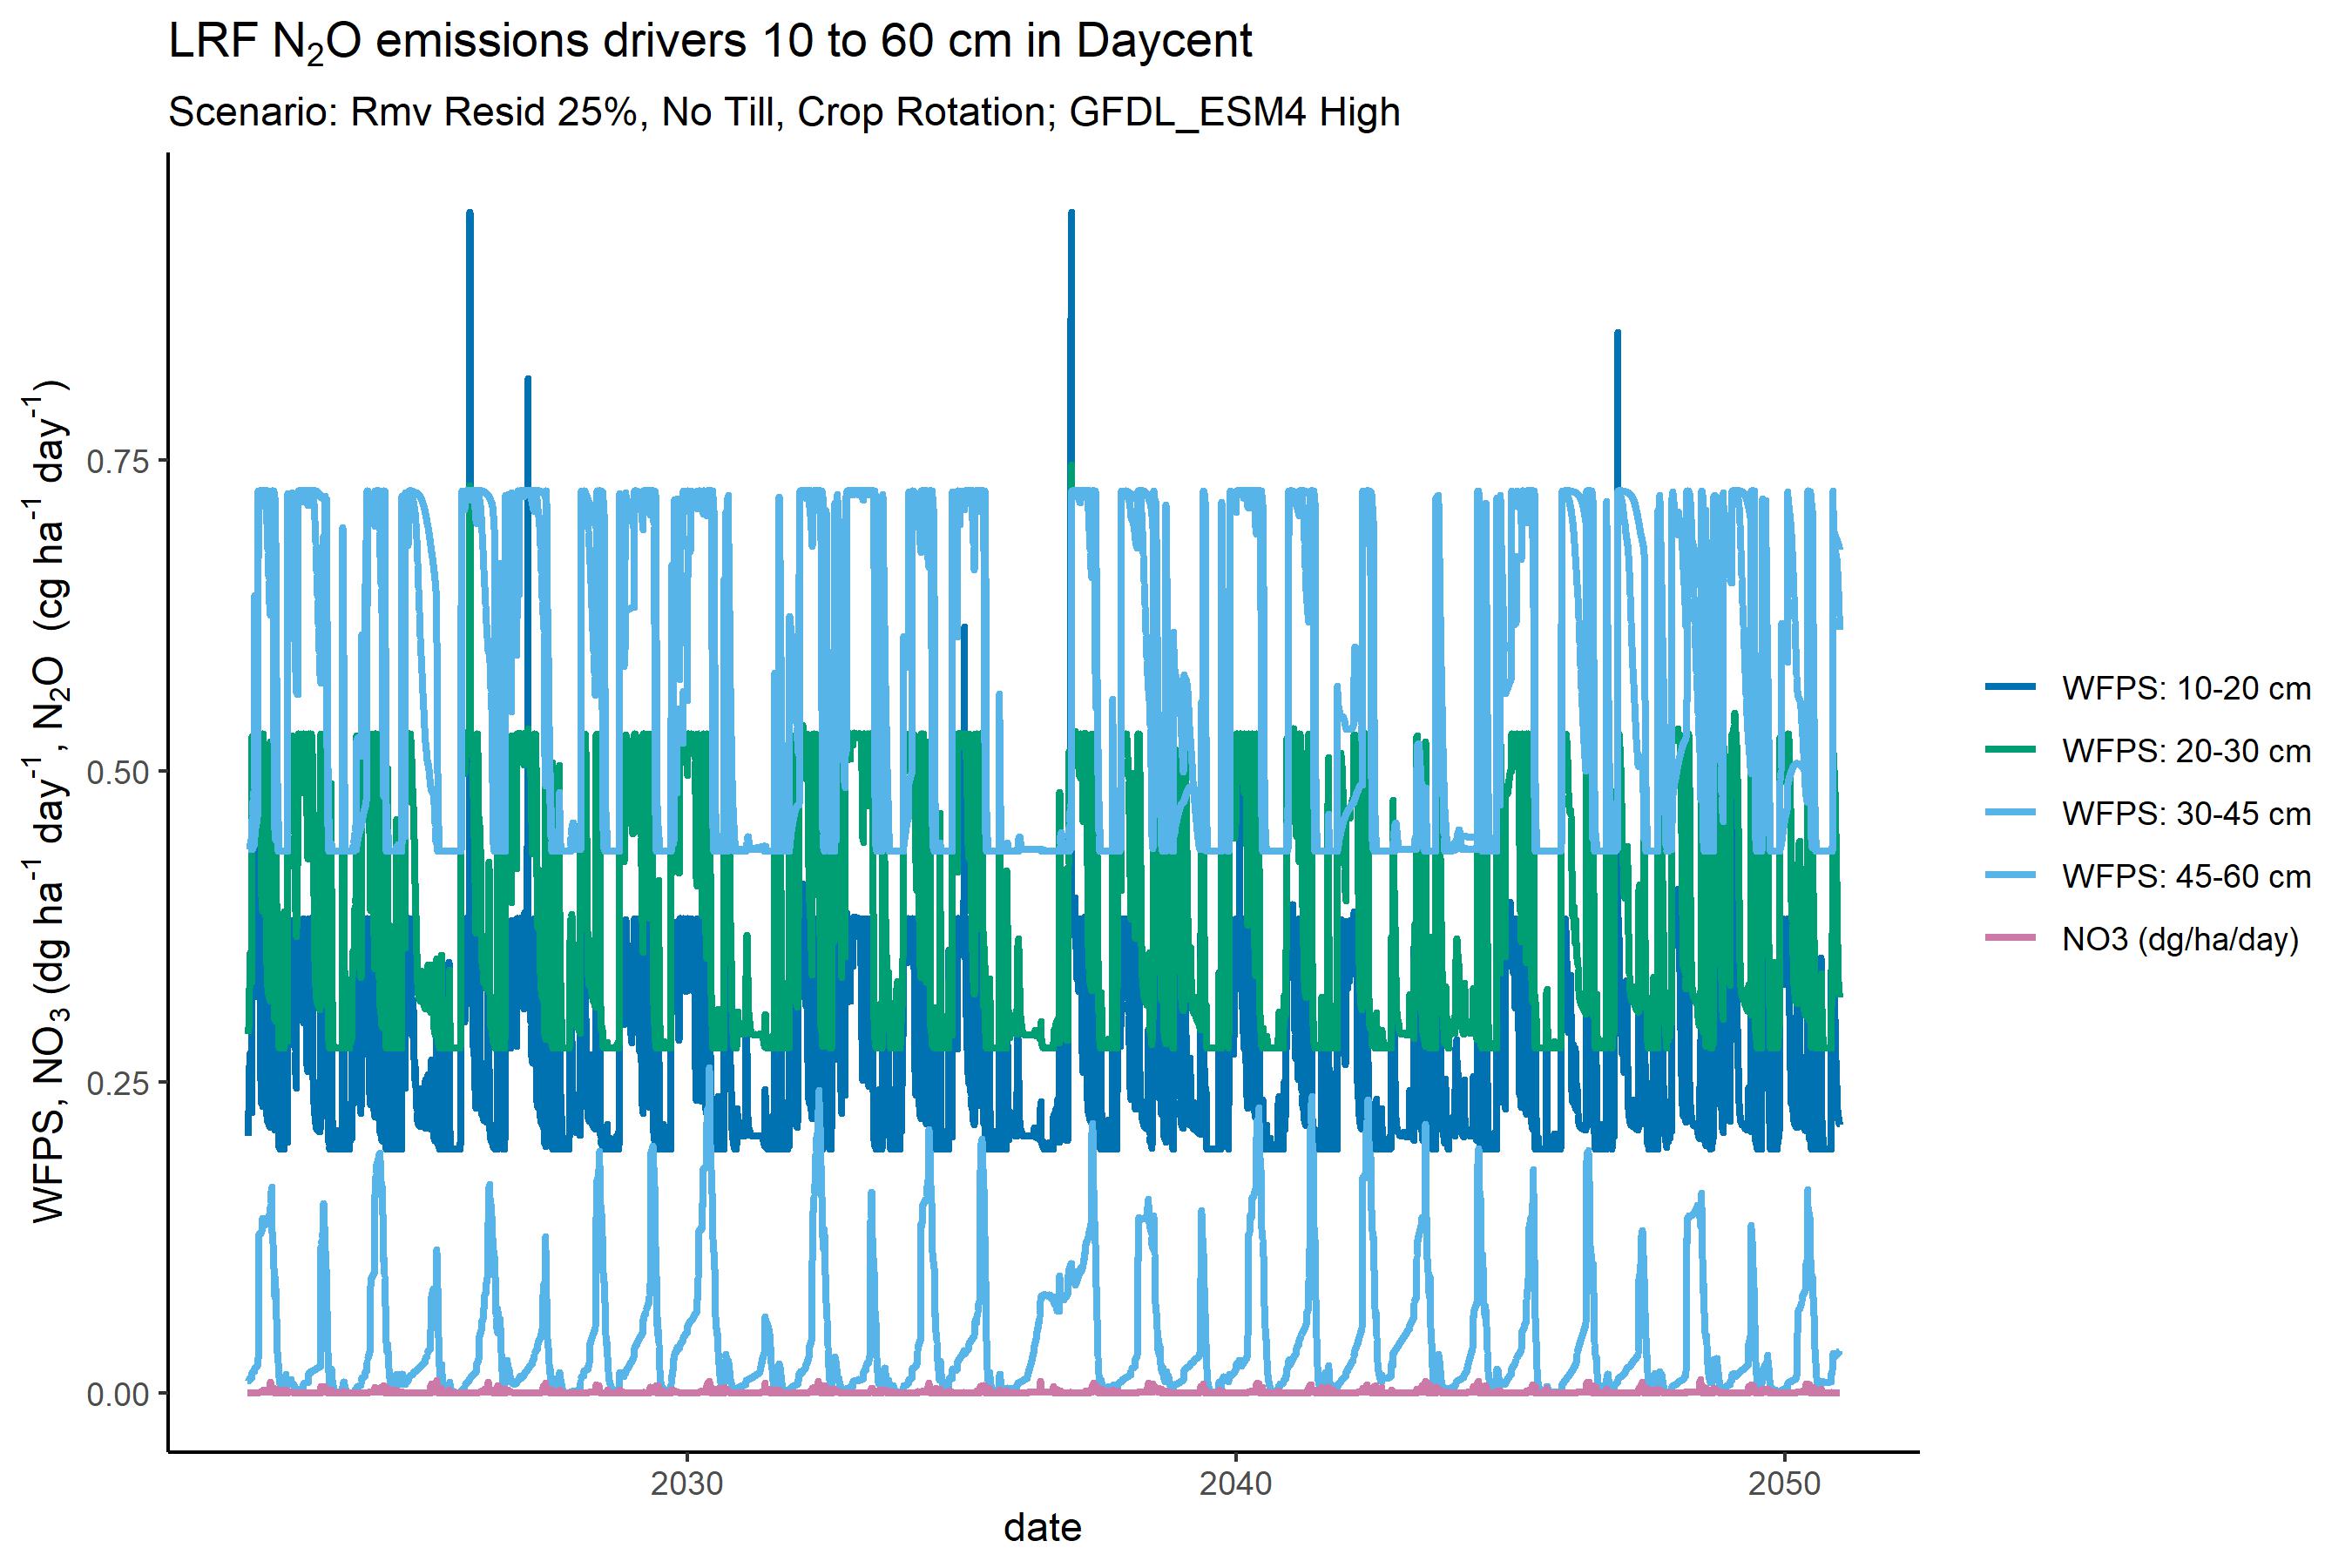 LRF N₂O emissions drivers 10 to 60 cm in Daycent
Scenario: Rmv Resid 25%, No Till, Crop Rotation; GFDL_ESM4 High
WFPS, NO₃ (dg ha⁻¹ day⁻¹, N₂O  (cg ha⁻¹ day⁻¹)
0.75
0.50
0.25
0.00
2030
2040
2050
date
WFPS: 10-20 cm
WFPS: 20-30 cm
WFPS: 30-45 cm
WFPS: 45-60 cm
NO3 (dg/ha/day)